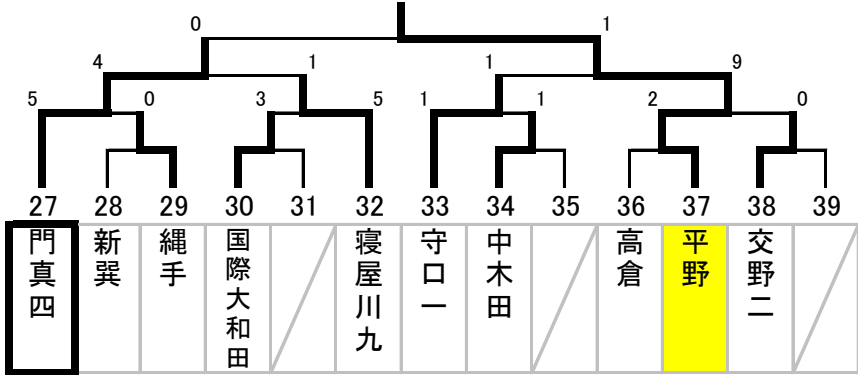 0 1
4 1 1 9
5 0 3 5 1 1 2 0
27 28 29 30 31 32 33 34 35 36 37 38 39
門真四
新巽
縄手
国際大和田
寝屋川九
守口一
中木田
高倉
平野
交野二